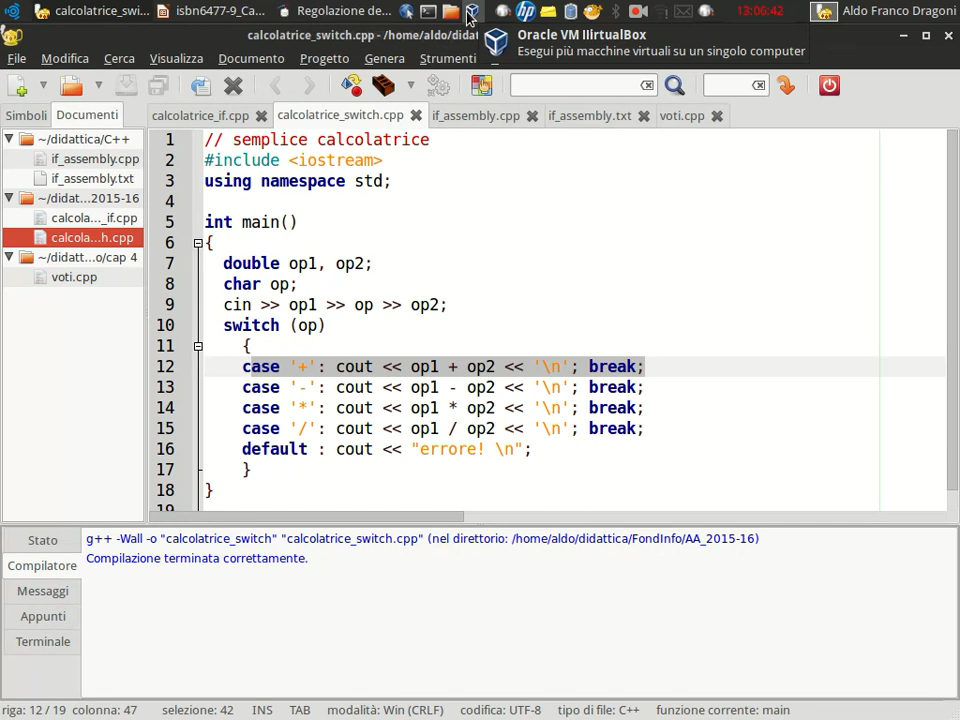 calcolatrice_swi... isbn6477-9_Ca... Regolazione de... 13:06:42 Aldo Franco Dragoni
calcolatrice_switch.cpp - /home/aldo/didat
Oracle VM IIrtualBox
Esegui più macchine virtuali su un singolo computer
File Modifica Cerca Visualizza Documento Progetto Genera Strumenti
Simboli Documenti calcolatrice_if.cpp calcolatrice_switch.cpp if_assembly.cpp if_assembly.txt voti.cpp
~/didattica/C++
if_assembly.cpp
if_assembly.txt
~/didat...2015-16
calcola..._if.cpp
calcola...h.cpp
~/didatt...o/cap 4
voti.cpp
1 // semplice calcolatrice
2 #include <iostream>
3 using namespace std;
4
5 int main()
6 {
7 double op1, op2;
8 char op;
9 cin >> op1 >> op >> op2;
10 switch (op)
11 {
12 case '+': cout << op1 + op2 << '\n'; break;
13 case '-': cout << op1 - op2 << '\n'; break;
14 case '*': cout << op1 * op2 << '\n'; break;
15 case '/': cout << op1 / op2 << '\n'; break;
16 default : cout << "errore! \n";
17 }
18 }
19
Stato
Compilatore
Messaggi
Appunti
Terminale
g++ -Wall -o "calcolatrice_switch" "calcolatrice_switch.cpp" (nel direttorio: /home/aldo/didattica/FondInfo/AA_2015-16)
Compilazione terminata correttamente.
riga: 12 / 19 colonna: 47 selezione: 42 INS TAB modalità: Win (CRLF) codifica: UTF-8 tipo di file: C++ funzione corrente: main